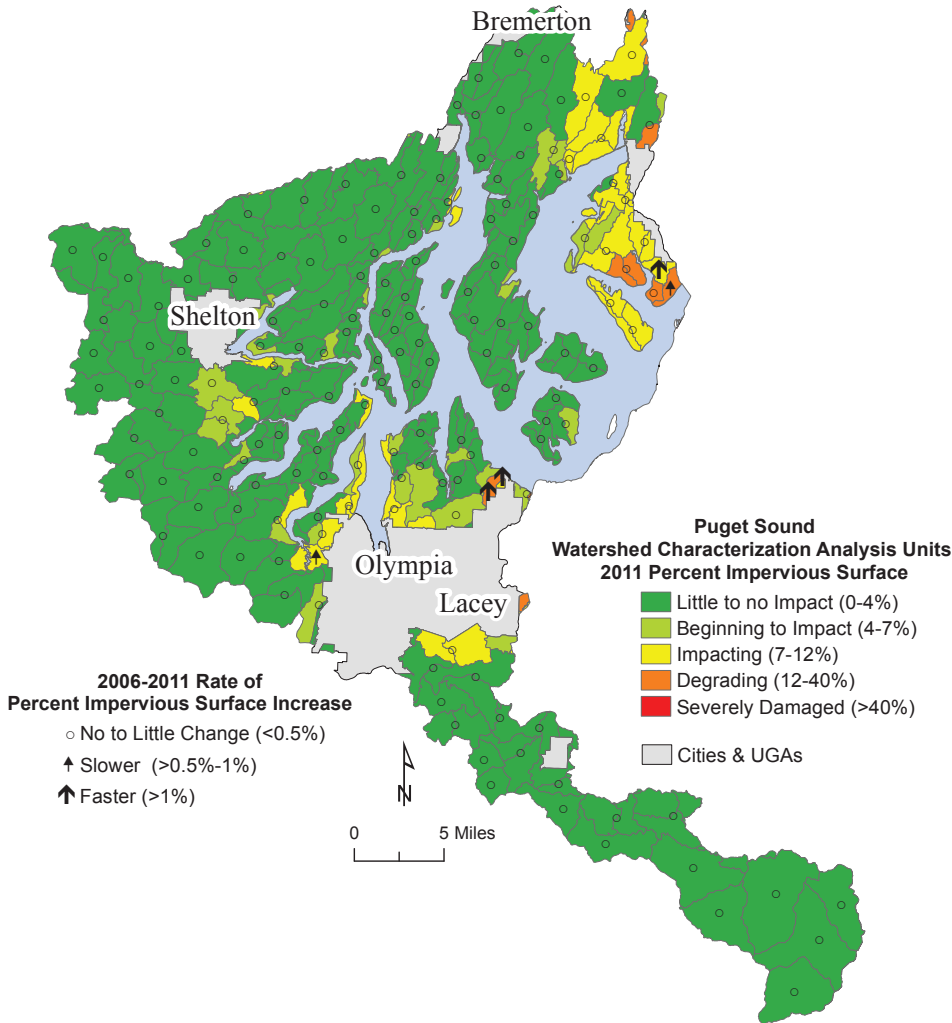 Bremerton
Shelton
Olympia
Lacey
Puget Sound
Watershed Characterization Analysis Units
2011 Percent Impervious Surface
Little to no Impact (0-4%)
Beginning to Impact (4-7%)
Impacting (7-12%)
Degrading (12-40%)
Severely Damaged (>40%)
Cities & UGAs
2006-2011 Rate of
Percent Impervious Surface Increase
No to Little Change (<0.5%)
Slower (>0.5%-1%)
Faster (>1%)
N
0 5 Miles